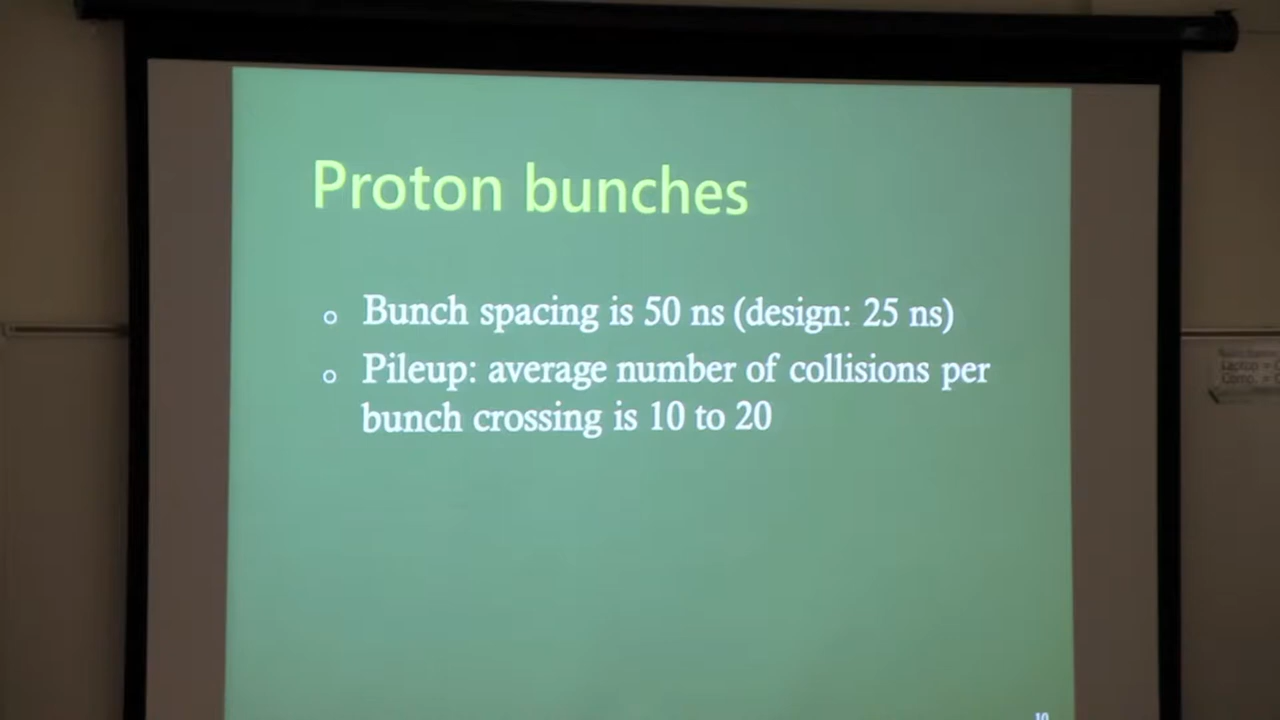 Proton bunches
Bunch spacing is 50 ns (design: 25 ns)
Pileup: average number of collisions per
bunch crossing is 10 to 20